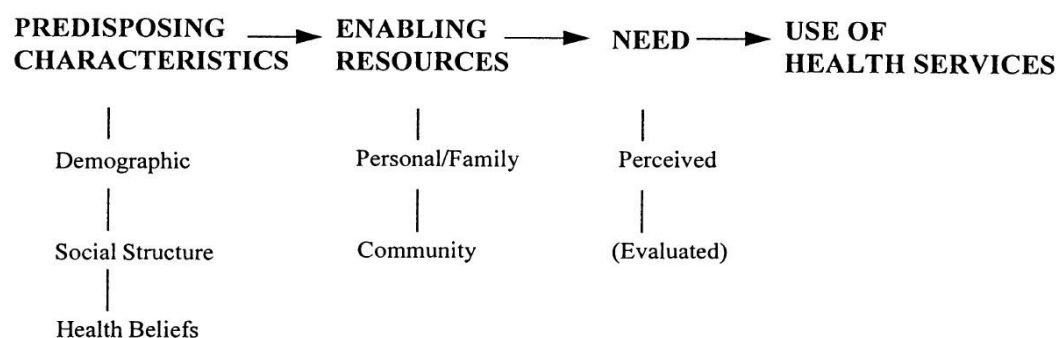 PREDISPOSING
CHARACTERISTICS
ENABLING
RESOURCES
NEED
USE OF
HEALTH SERVICES
Demographic
Social Structure
Health Beliefs
Personal/Family
Community
Perceived
(Evaluated)